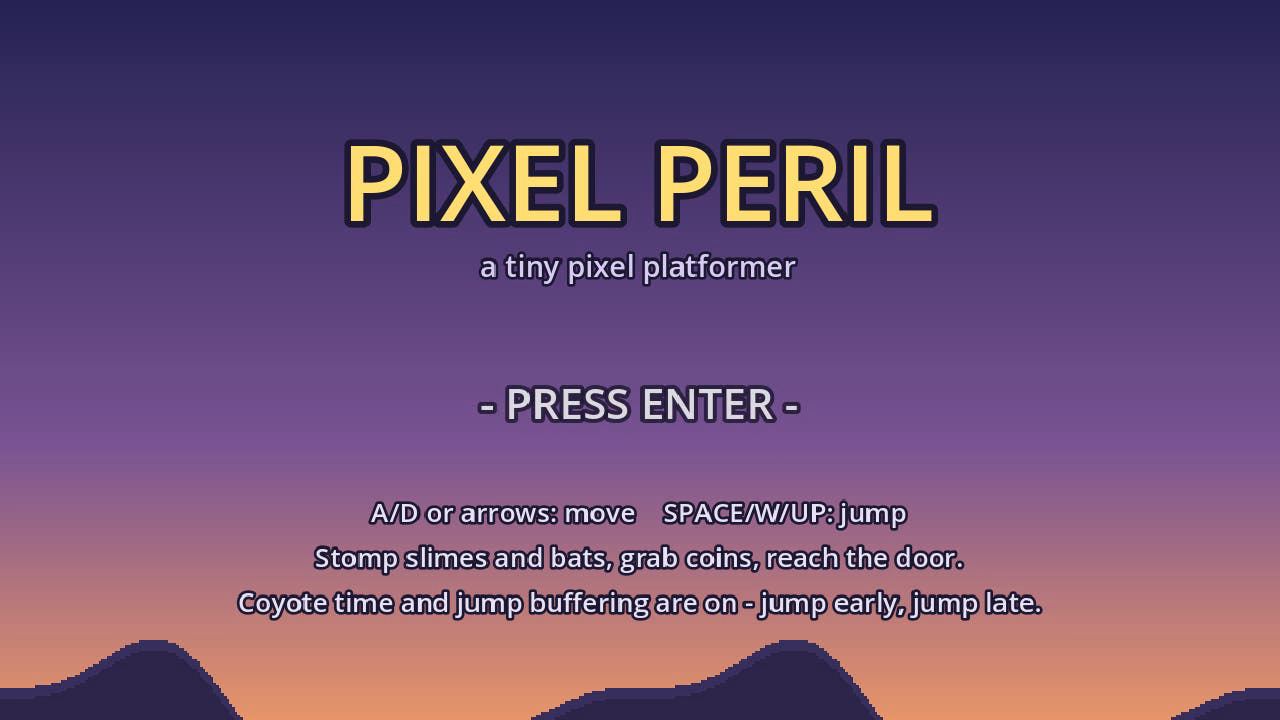 PIXEL PERIL
a tiny pixel platformer
- PRESS ENTER -
A/D or arrows: move    SPACE/W/UP: jump
Stomp slimes and bats, grab coins, reach the door.
Coyote time and jump buffering are on - jump early, jump late.